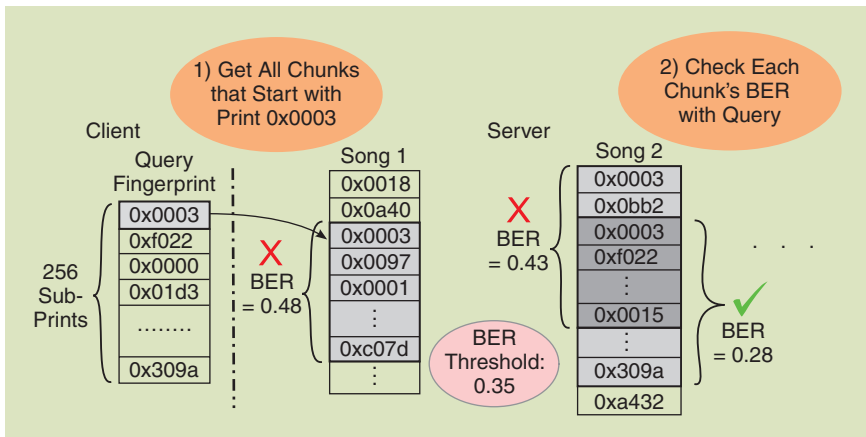 1) Get All Chunks
that Start with
Print 0x0003
2) Check Each
Chunk's BER
with Query
Client
Server
Query
Fingerprint
0x0003
0xf022
0x0000
0x01d3
........
0x309a
256
Sub-
Prints
Song 1
0x0018
0x0a40
0x0003
0x0097
0x0001
⋮
0xc07d
⋮
X
BER
= 0.48
BER
Threshold:
0.35
Song 2
0x0003
0x0bb2
0x0003
0xf022
⋮
0x0015
⋮
0x309a
0xa432
X
BER
= 0.43
. . .
BER
= 0.28